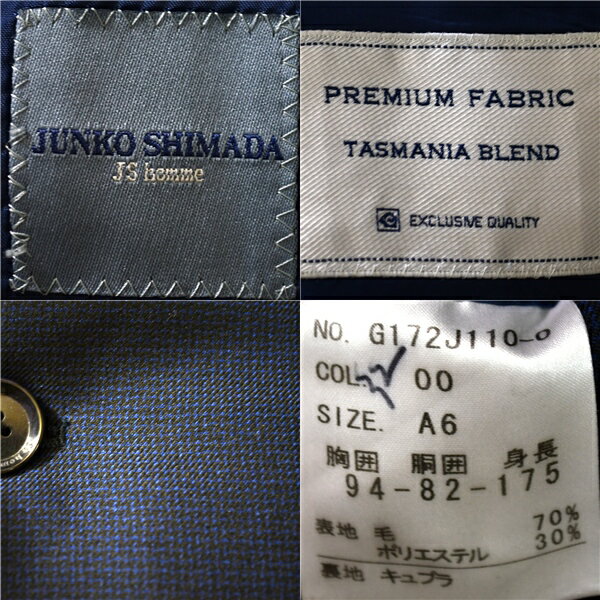 JUNKO SHIMADA
JS homme
PREMIUM FABRIC
TASMANIA BLEND
EXCLUSIVE QUALITY
NO. G172J110-
COL. 00
SIZE. A6
胸囲 胴囲 身長
94-82-175
表地 毛 70%
ポリエステル 30%
裏地 キュプラ